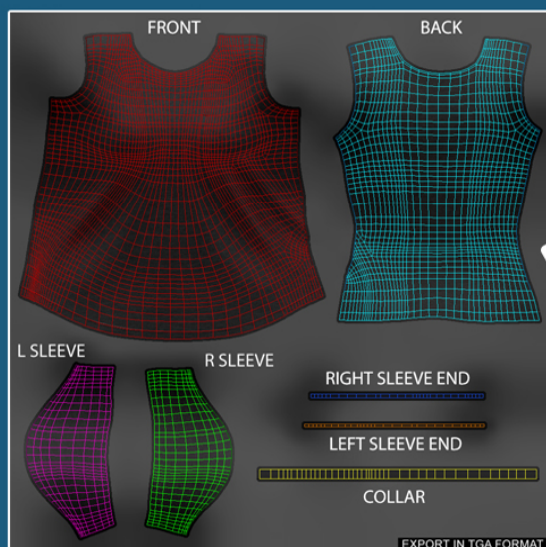 FRONT
BACK
L SLEEVE
R SLEEVE
RIGHT SLEEVE END
LEFT SLEEVE END
COLLAR
EXPORT IN TGA FORMAT